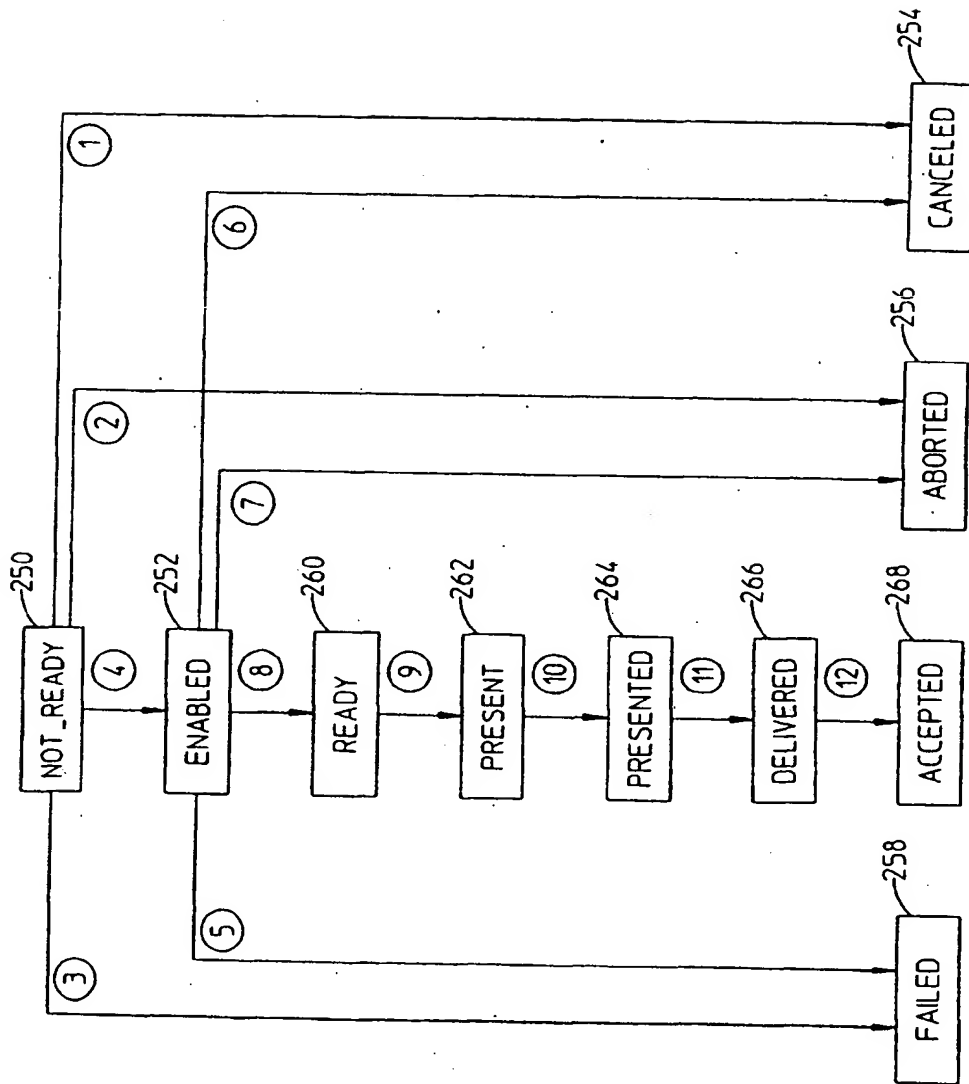 250
NOT_READY
1
2
3
4
252
ENABLED
5
6
7
8
260
READY
9
262
PRESENT
10
264
PRESENTED
11
266
DELIVERED
12
258
FAILED
268
ACCEPTED
256
ABORTED
254
CANCELED